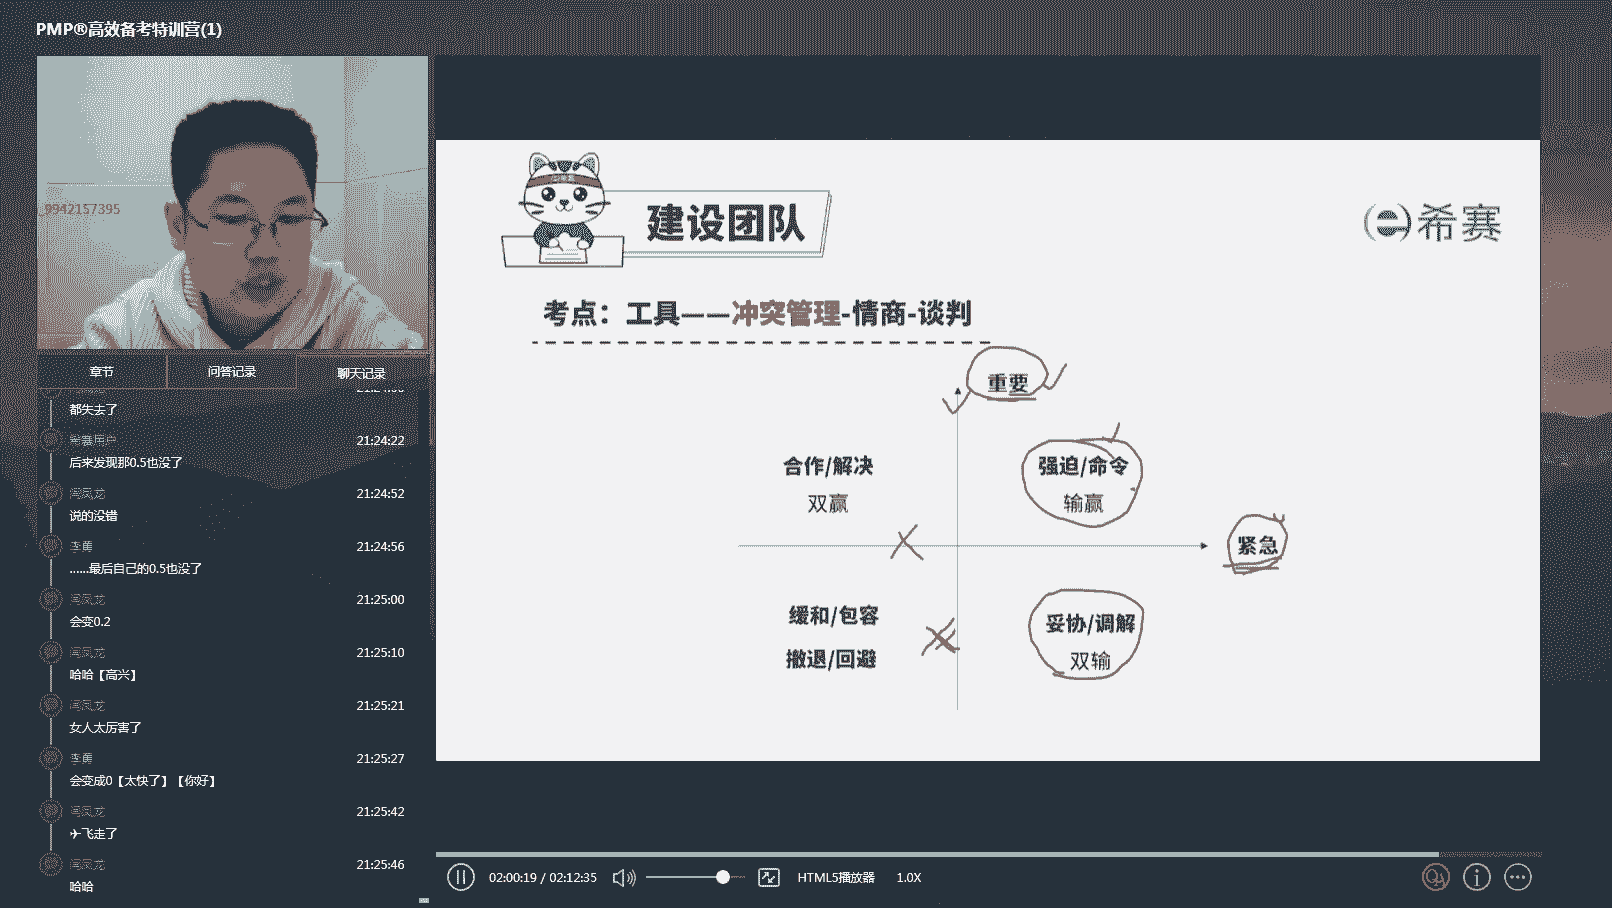 PMP®高效备考特训营(1)
_9942157395
章节
问答记录
聊天记录
都失去了
希赛用户
21:24:22
后来发现那0.5也没了
闫凤龙
21:24:52
说的没错
李勇
21:24:56
......最后自己的0.5也没了
闫凤龙
21:25:00
会变0.2
闫凤龙
21:25:10
哈哈【高兴】
闫凤龙
21:25:21
女人太厉害了
李勇
21:25:27
会变成0【太快了】【你好】
闫凤龙
21:25:42
✈飞走了
闫凤龙
21:25:46
哈哈
建设团队
希赛
考点：工具——冲突管理-情商-谈判
重要
合作/解决
双赢
强迫/命令
输赢
紧急
缓和/包容
撤退/回避
妥协/调解
双输
02:00:19 / 02:12:35
HTML5播放器
1.0X